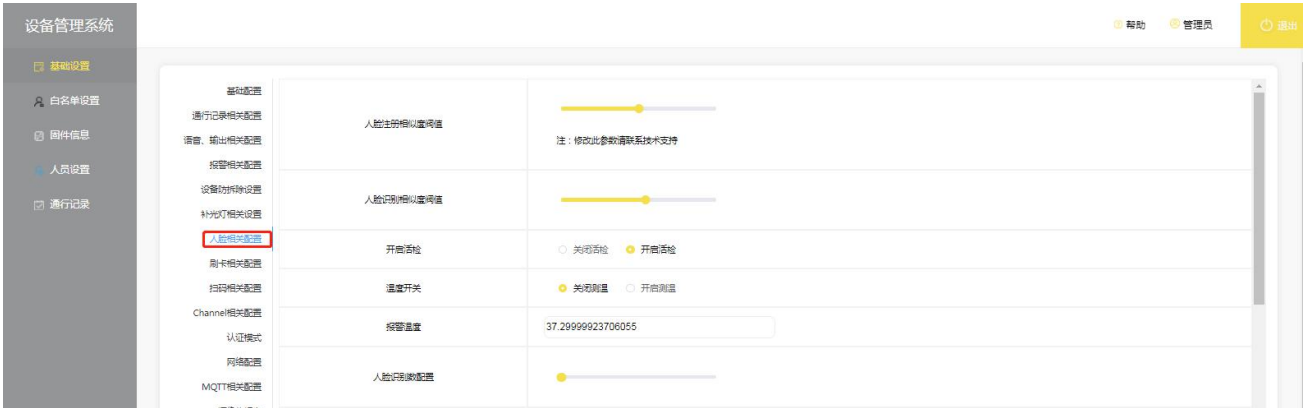 设备管理系统
帮助
管理员
退出
基础设置
白名单设置
固件信息
人员设置
通行记录
基础配置
通行记录相关配置
语音、输出相关配置
报警相关配置
设备防拆除设置
补光灯相关设置
人脸相关配置
刷卡相关配置
扫码相关配置
Channel相关配置
认证模式
网络配置
MQTT相关配置
人脸注册相似度阈值
注：修改此参数请联系技术支持
人脸识别相似度阈值
开启活检
关闭活检
开启活检
温度开关
关闭测温
开启测温
报警温度
37.29999923706055
人脸识别数配置